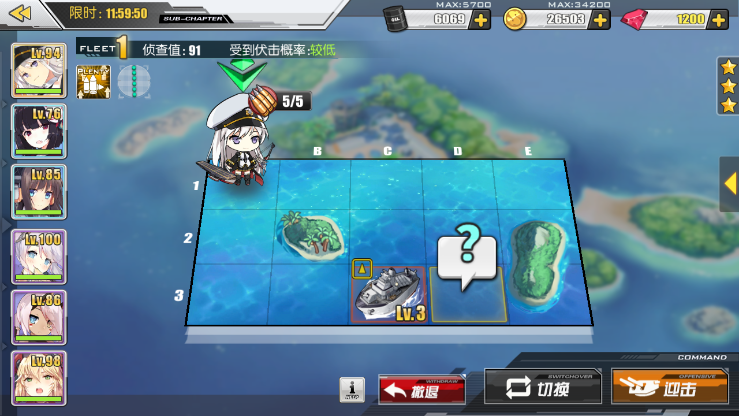 限时: 11:59:50
SUB-CHAPTER
MAX:5700
OIL
6069
MAX:34200
26503
1200
Lv.94
FLEET 1
侦查值: 91
受到伏击概率:较低
PLENTY
5/5
B C D E
1
Lv.76
Lv.85
2
?
Lv.100
3
Lv.3
Lv.86
Lv.98
i
HELP
WITHDRAW
撤退
SWITCHOVER
切换
COMMAND
OFFENSIVE
迎击